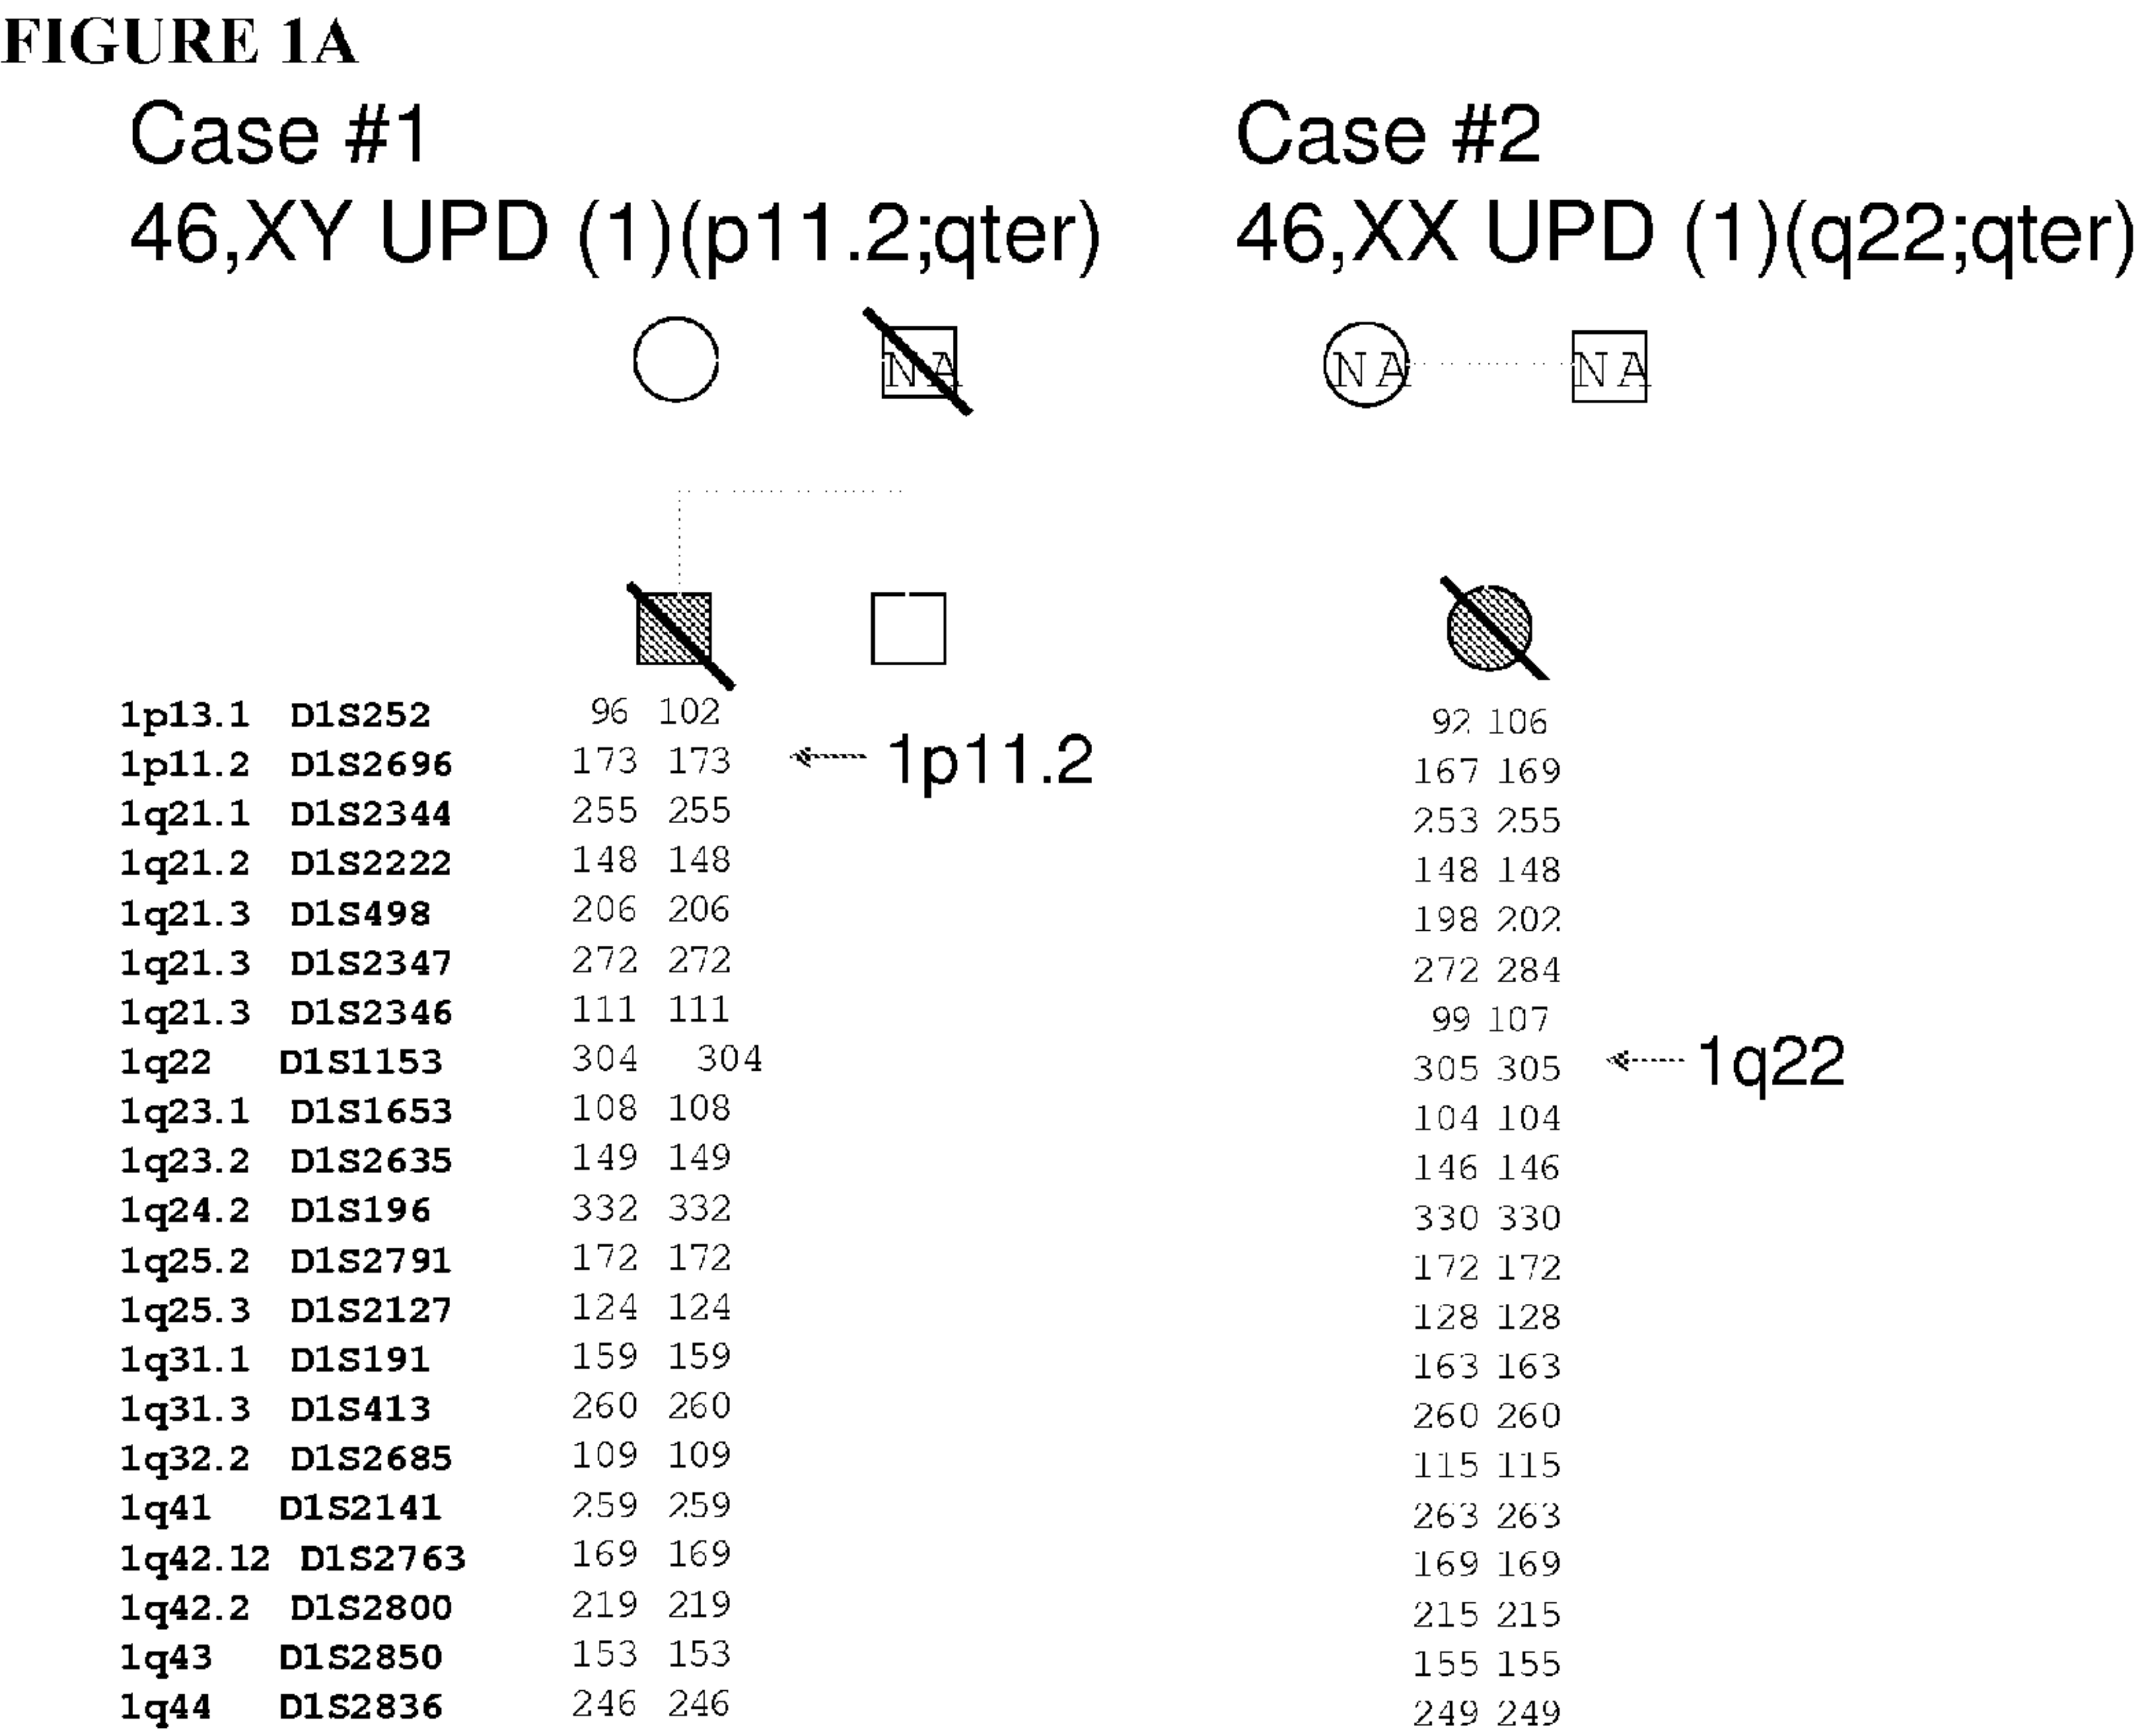 FIGURE 1A
Case #1
46,XY UPD (1)(p11.2;qter)
Case #2
46,XX UPD (1)(q22;qter)
NA
NA
NA
1p13.1 D1S252 96 102 92 106
1p11.2 D1S2696 173 173 1p11.2 167 169
1q21.1 D1S2344 255 255 253 255
1q21.2 D1S2222 148 148 148 148
1q21.3 D1S498 206 206 198 202
1q21.3 D1S2347 272 272 272 284
1q21.3 D1S2346 111 111 99 107
1q22 D1S1153 304 304 305 305 1q22
1q23.1 D1S1653 108 108 104 104
1q23.2 D1S2635 149 149 146 146
1q24.2 D1S196 332 332 330 330
1q25.2 D1S2791 172 172 172 172
1q25.3 D1S2127 124 124 128 128
1q31.1 D1S191 159 159 163 163
1q31.3 D1S413 260 260 260 260
1q32.2 D1S2685 109 109 115 115
1q41 D1S2141 259 259 263 263
1q42.12 D1S2763 169 169 169 169
1q42.2 D1S2800 219 219 215 215
1q43 D1S2850 153 153 155 155
1q44 D1S2836 246 246 249 249